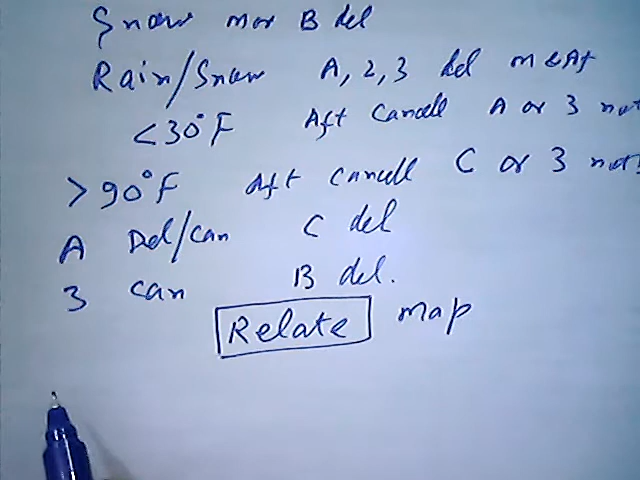 Snow mor B del
Rain/Snow A, 2, 3 del M & Af
<30°F Aft Cancell A or 3 not
>90°F Aft Cancell C or 3 not!
A Del/Can C del
3 can B del.
Relate map